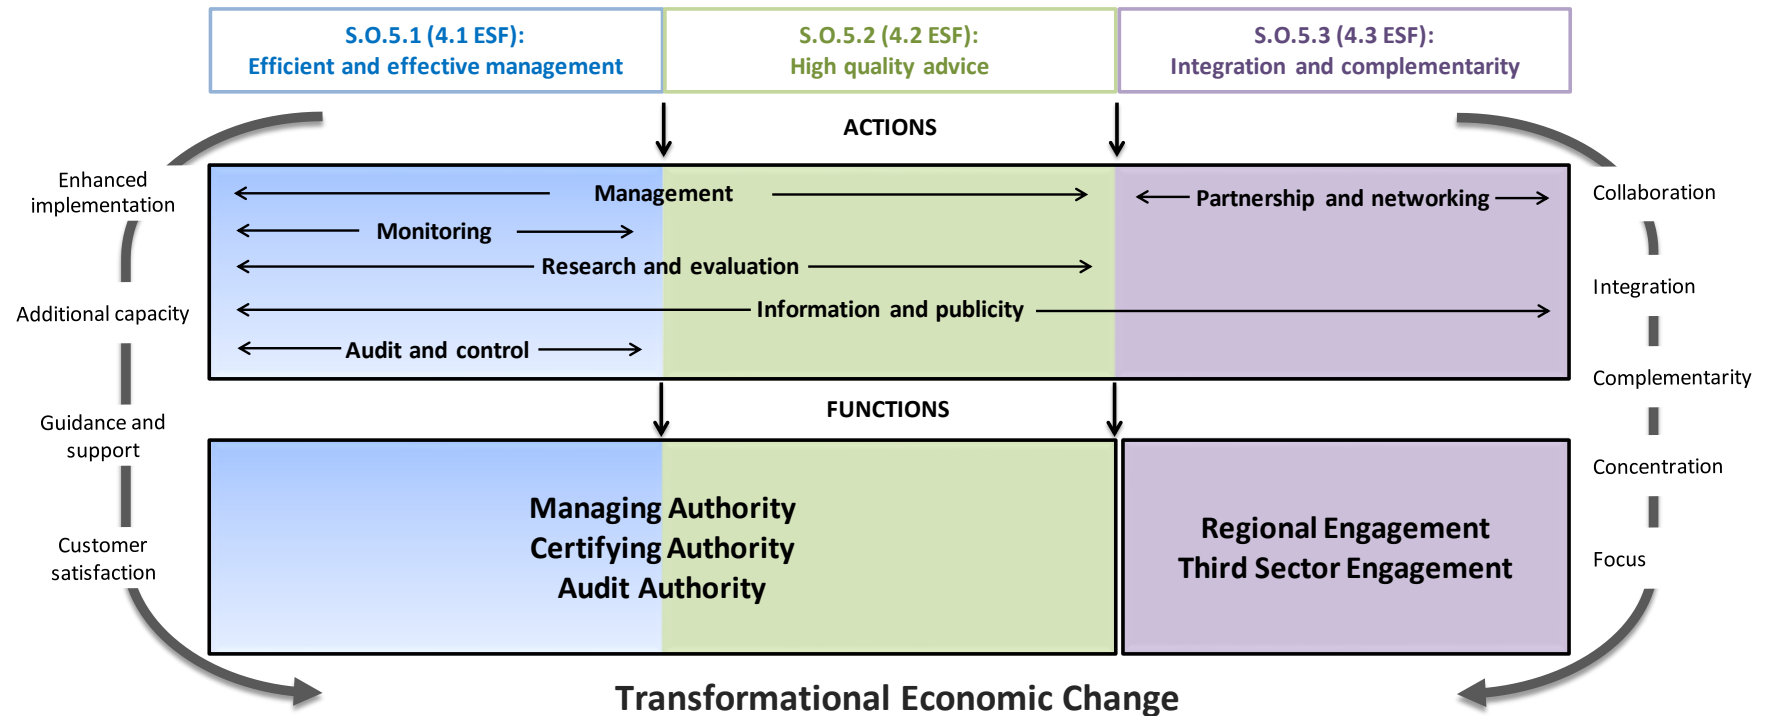 S.O.5.1 (4.1 ESF):
Efficient and effective management
S.O.5.2 (4.2 ESF):
High quality advice
S.O.5.3 (4.3 ESF):
Integration and complementarity
ACTIONS
Enhanced
implementation
Additional capacity
Guidance and
support
Customer
satisfaction
Management
Monitoring
Research and evaluation
Information and publicity
Audit and control
Partnership and networking
Collaboration
Integration
Complementarity
Concentration
Focus
FUNCTIONS
Managing Authority
Certifying Authority
Audit Authority
Regional Engagement
Third Sector Engagement
Transformational Economic Change